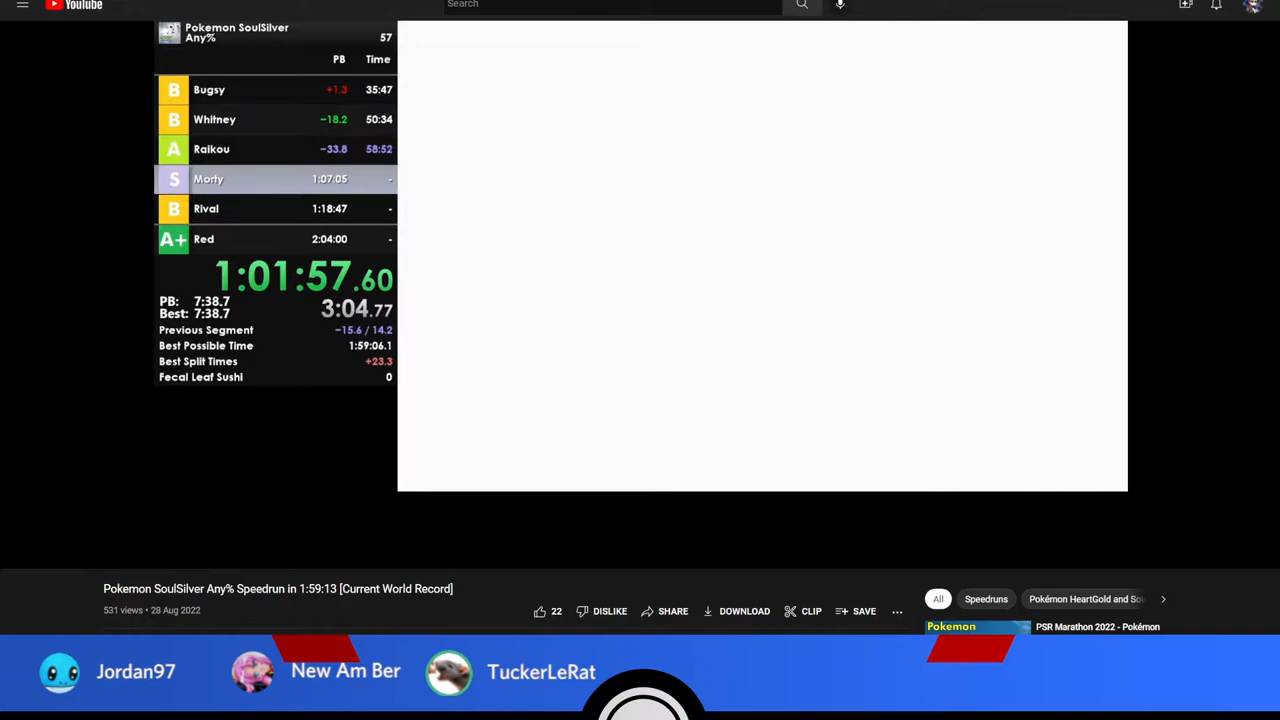 YouTube
Search
Pokemon SoulSilver
Any%
57
PB Time
B Bugsy +1.3 35:47
B Whitney −18.2 50:34
A Raikou −33.8 58:52
S Morty 1:07:05 -
B Rival 1:18:47 -
A+ Red 2:04:00 -
1:01:57.60
PB: 7:38.7
Best: 7:38.7
3:04.77
Previous Segment −15.6 / 14.2
Best Possible Time 1:59:06.1
Best Split Times +23.3
Fecal Leaf Sushi 0
Pokemon SoulSilver Any% Speedrun in 1:59:13 [Current World Record]
531 views • 28 Aug 2022
22 DISLIKE SHARE DOWNLOAD CLIP SAVE ...
All Speedruns Pokémon HeartGold and Sou
Pokemon
PSR Marathon 2022 - Pokémon
Jordan97 New Am Ber TuckerLeRat